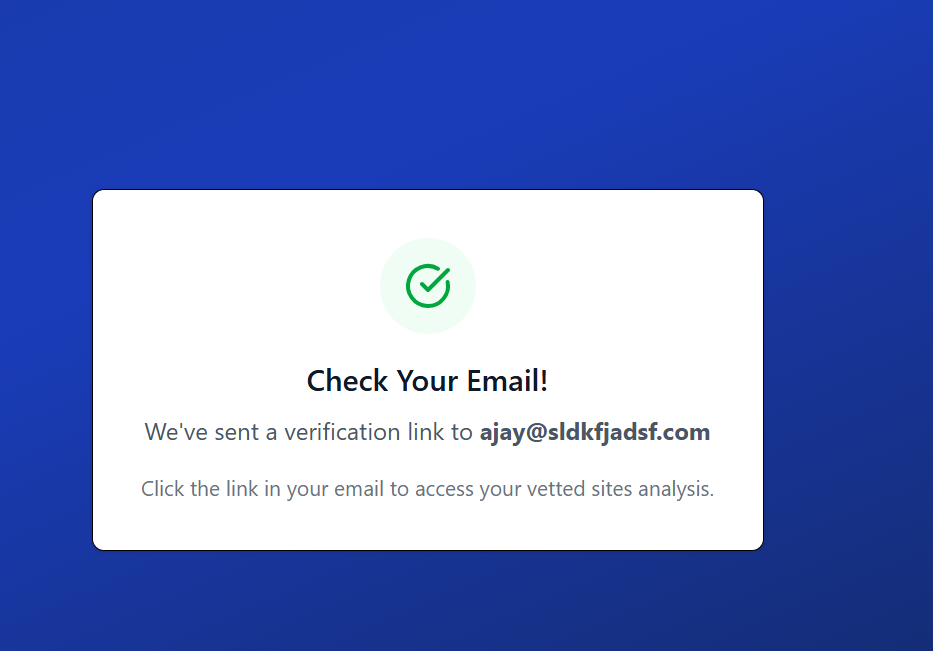 Check Your Email!
We've sent a verification link to ajay@sldkfjadsf.com
Click the link in your email to access your vetted sites analysis.